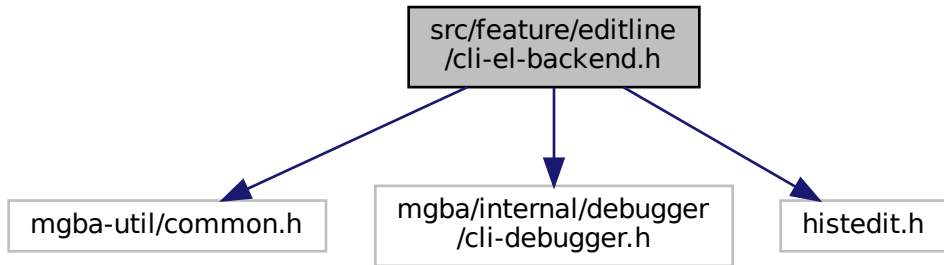 src/feature/editline
/cli-el-backend.h
mgba-util/common.h
mgba/internal/debugger
/cli-debugger.h
histedit.h